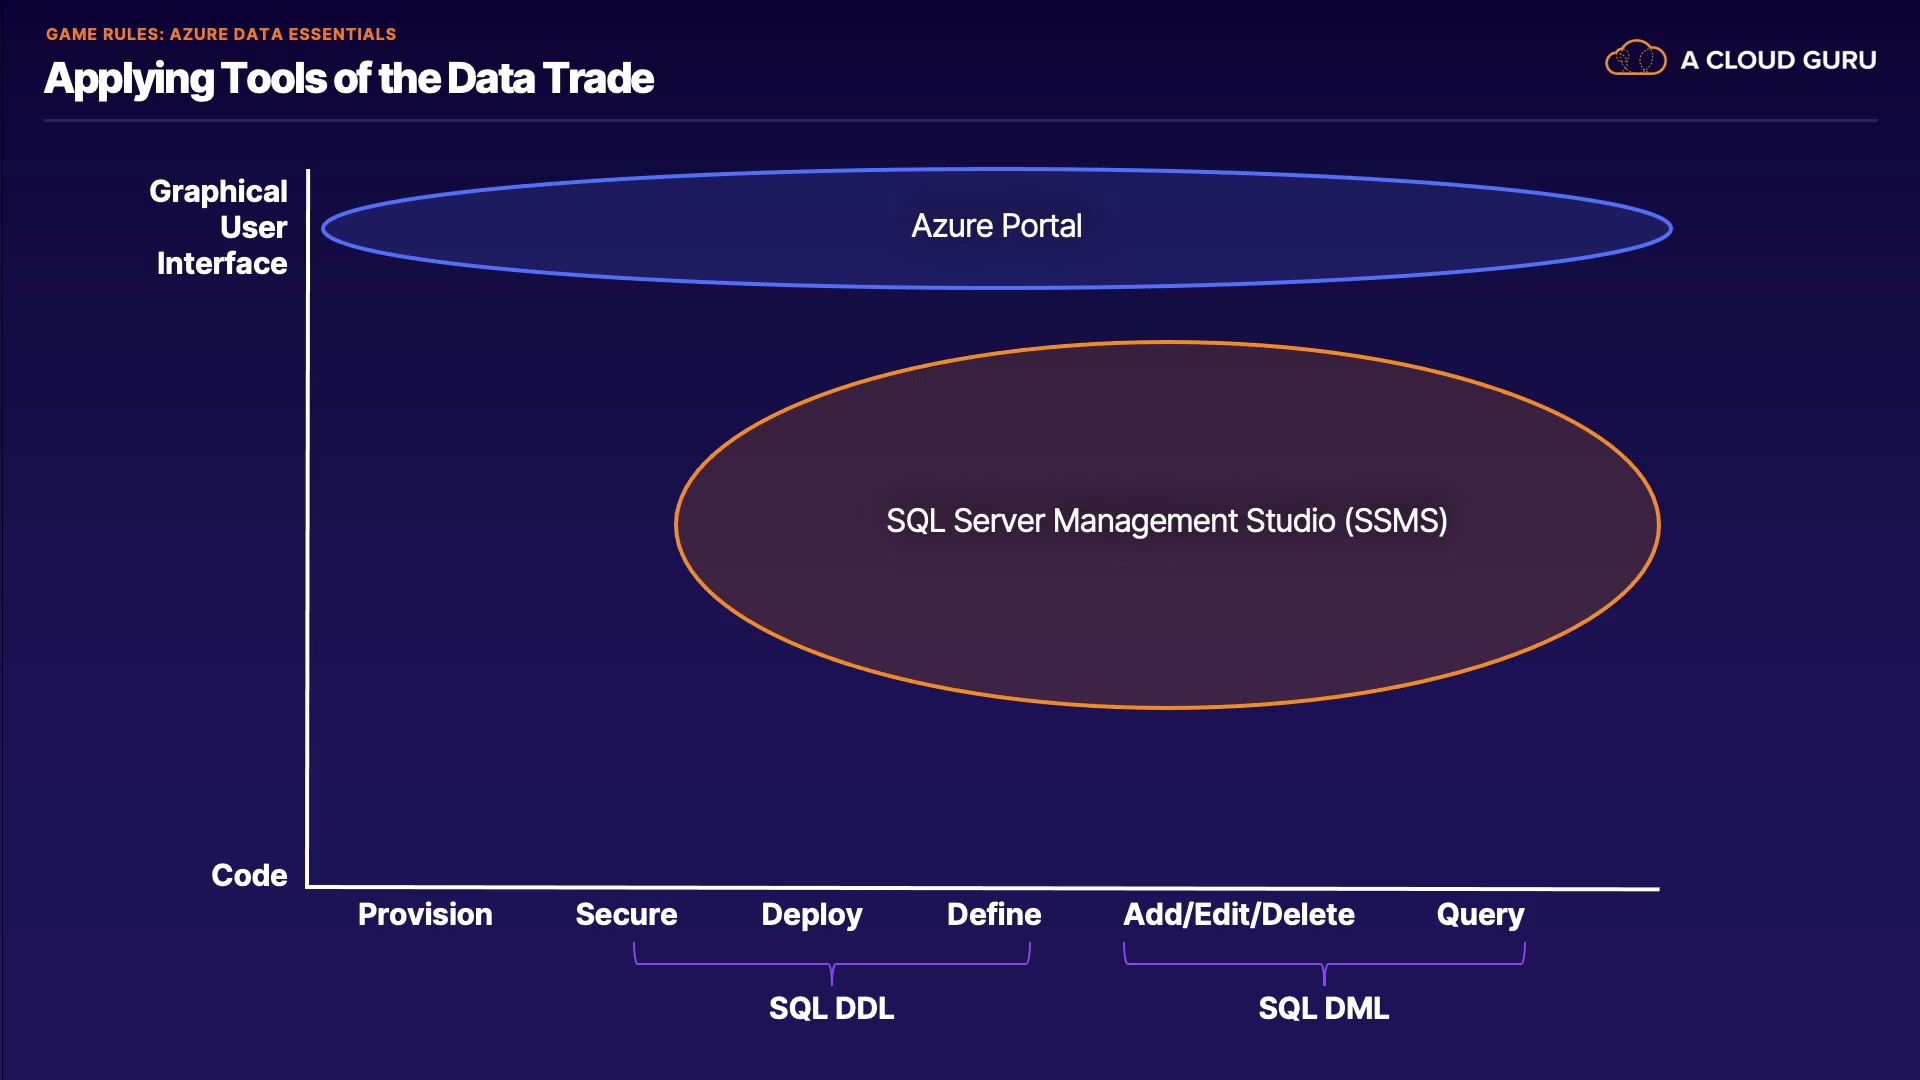 GAME RULES: AZURE DATA ESSENTIALS
Applying Tools of the Data Trade
A CLOUD GURU
Graphical
User
Interface
Azure Portal
SQL Server Management Studio (SSMS)
Code
Provision
Secure
Deploy
Define
Add/Edit/Delete
Query
SQL DDL
SQL DML